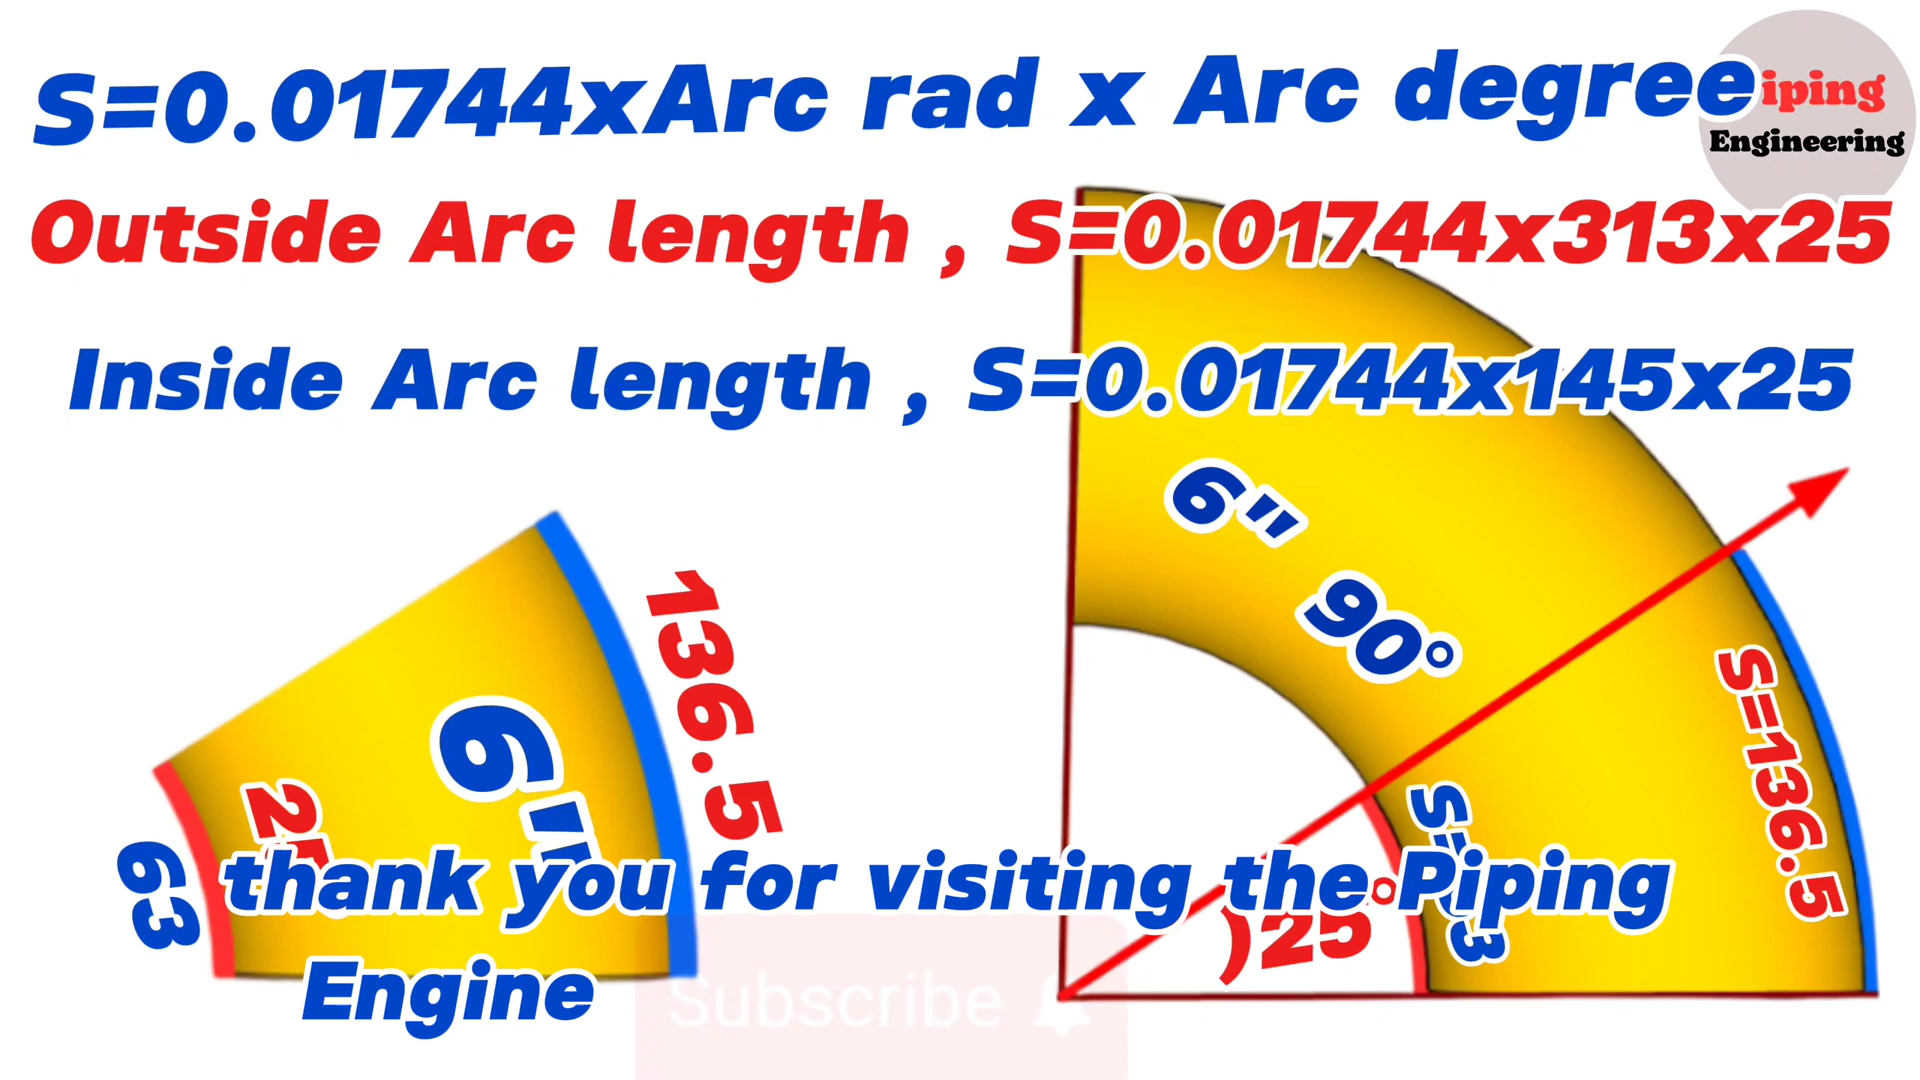 S=0.01744xArc rad x Arc degree
iping
Engineering
Outside Arc length , S=0.01744x313x25
Inside Arc length , S=0.01744x145x25
6"
90°
136.5
6"
63
S=136.5
)25°
thank you for visiting the Piping
Engine
Subscribe